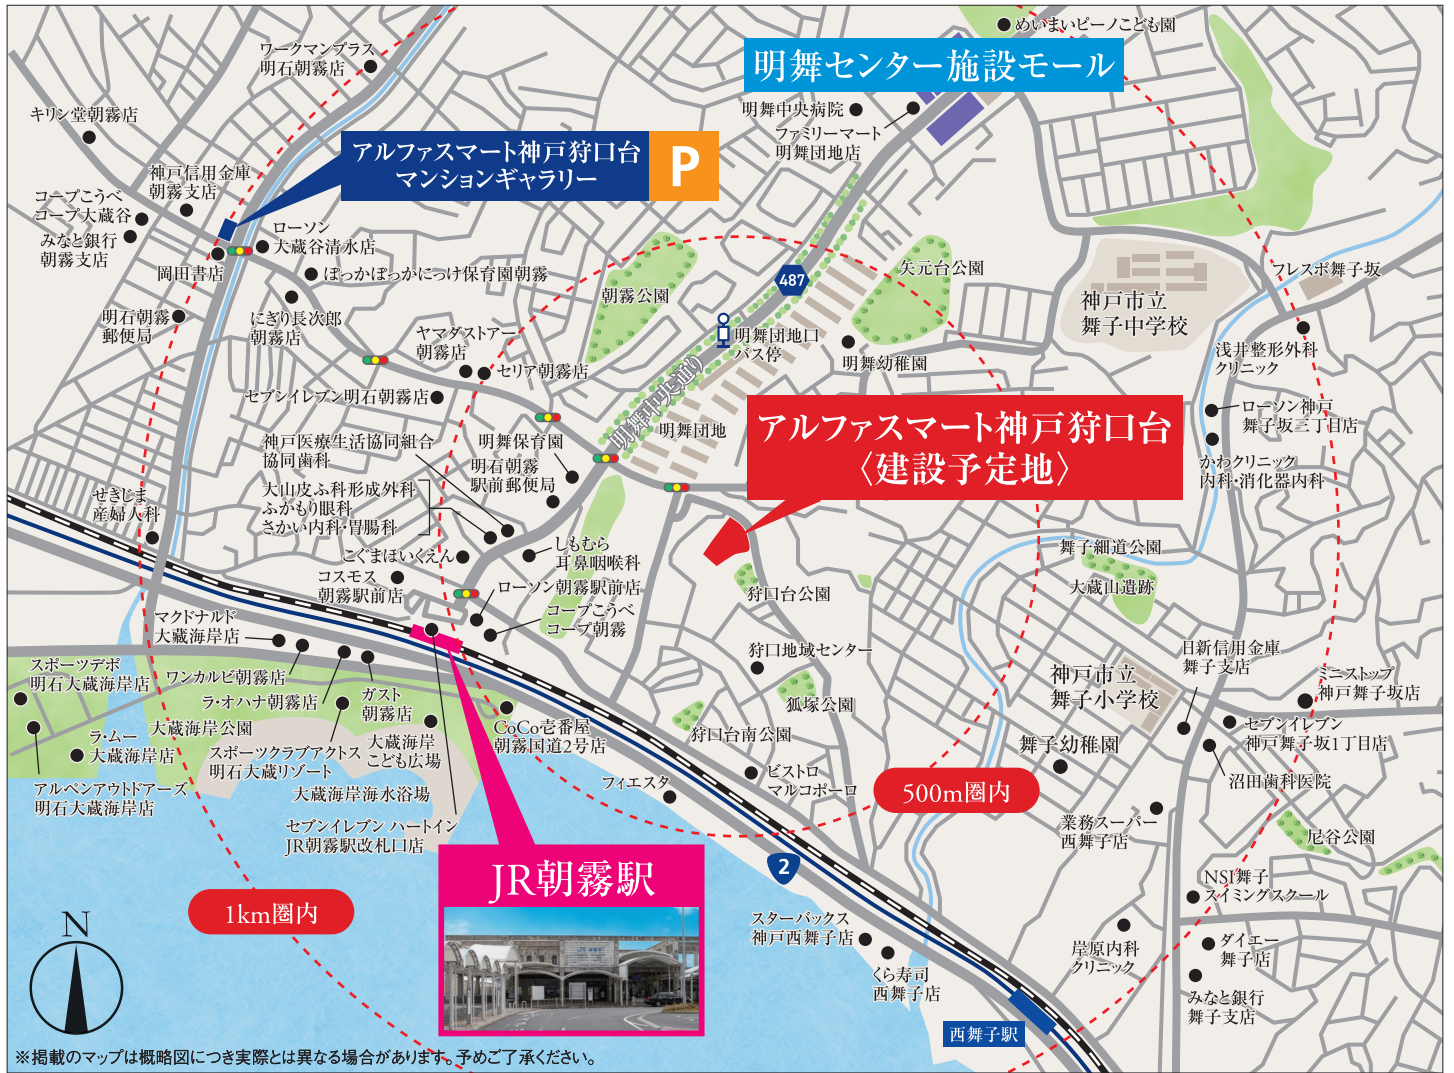 めいまいピーノこども園
明舞センター施設モール
ワークマンプラス
明石朝霧店
明舞中央病院
ファミリーマート
明舞団地店
キリン堂朝霧店
アルファスマート神戸狩口台
マンションギャラリー
P
神戸信用金庫
朝霧支店
コープこうべ
コープ大蔵谷
みなと銀行
朝霧支店
ローソン
大蔵谷清水店
岡田書店
ぽっかぽっかにっけ保育園朝霧
明石朝霧
郵便局
にぎり長次郎
朝霧店
朝霧公園
487
矢元台公園
フレスポ舞子坂
神戸市立
舞子中学校
ヤマダストアー
朝霧店
セリア朝霧店
明舞団地口
バス停
明舞幼稚園
浅井整形外科
クリニック
セブンイレブン明石朝霧店
明舞中央通り
明舞団地
アルファスマート神戸狩口台
〈建設予定地〉
ローソン神戸
舞子坂三丁目店
かわクリニック
内科・消化器内科
神戸医療生活協同組合
協同歯科
明舞保育園
明石朝霧
駅前郵便局
大山皮ふ科形成外科
ふかもり眼科
さかい内科・胃腸科
せきじま
産婦人科
こぐまほいくえん
しもむら
耳鼻咽喉科
コスモス
朝霧駅前店
ローソン朝霧駅前店
コープこうべ
コープ朝霧
狩口台公園
舞子細道公園
大蔵山遺跡
マクドナルド
大蔵海岸店
狩口地域センター
日新信用金庫
舞子支店
スポーツデポ
明石大蔵海岸店
ワンカルビ朝霧店
ラ・オハナ朝霧店
ガスト
朝霧店
狐塚公園
神戸市立
舞子小学校
ミニストップ
神戸舞子坂店
ラ・ムー
大蔵海岸店
大蔵海岸公園
スポーツクラブアクトス
明石大蔵リゾート
大蔵海岸
こども広場
CoCo壱番屋
朝霧国道2号店
狩口台南公園
舞子幼稚園
セブンイレブン
神戸舞子坂1丁目店
アルペンアウトドアーズ
明石大蔵海岸店
大蔵海岸海水浴場
フィエスタ
ビストロ
マルコポーロ
500m圏内
沼田歯科医院
セブンイレブン ハートイン
JR朝霧駅改札口店
業務スーパー
西舞子店
尼谷公園
JR朝霧駅
2
NSI舞子
スイミングスクール
1km圏内
N
スターバックス
神戸西舞子店
くら寿司
西舞子店
岸原内科
クリニック
ダイエー
舞子店
みなと銀行
舞子支店
西舞子駅
※掲載のマップは概略図につき実際とは異なる場合があります。予めご了承ください。